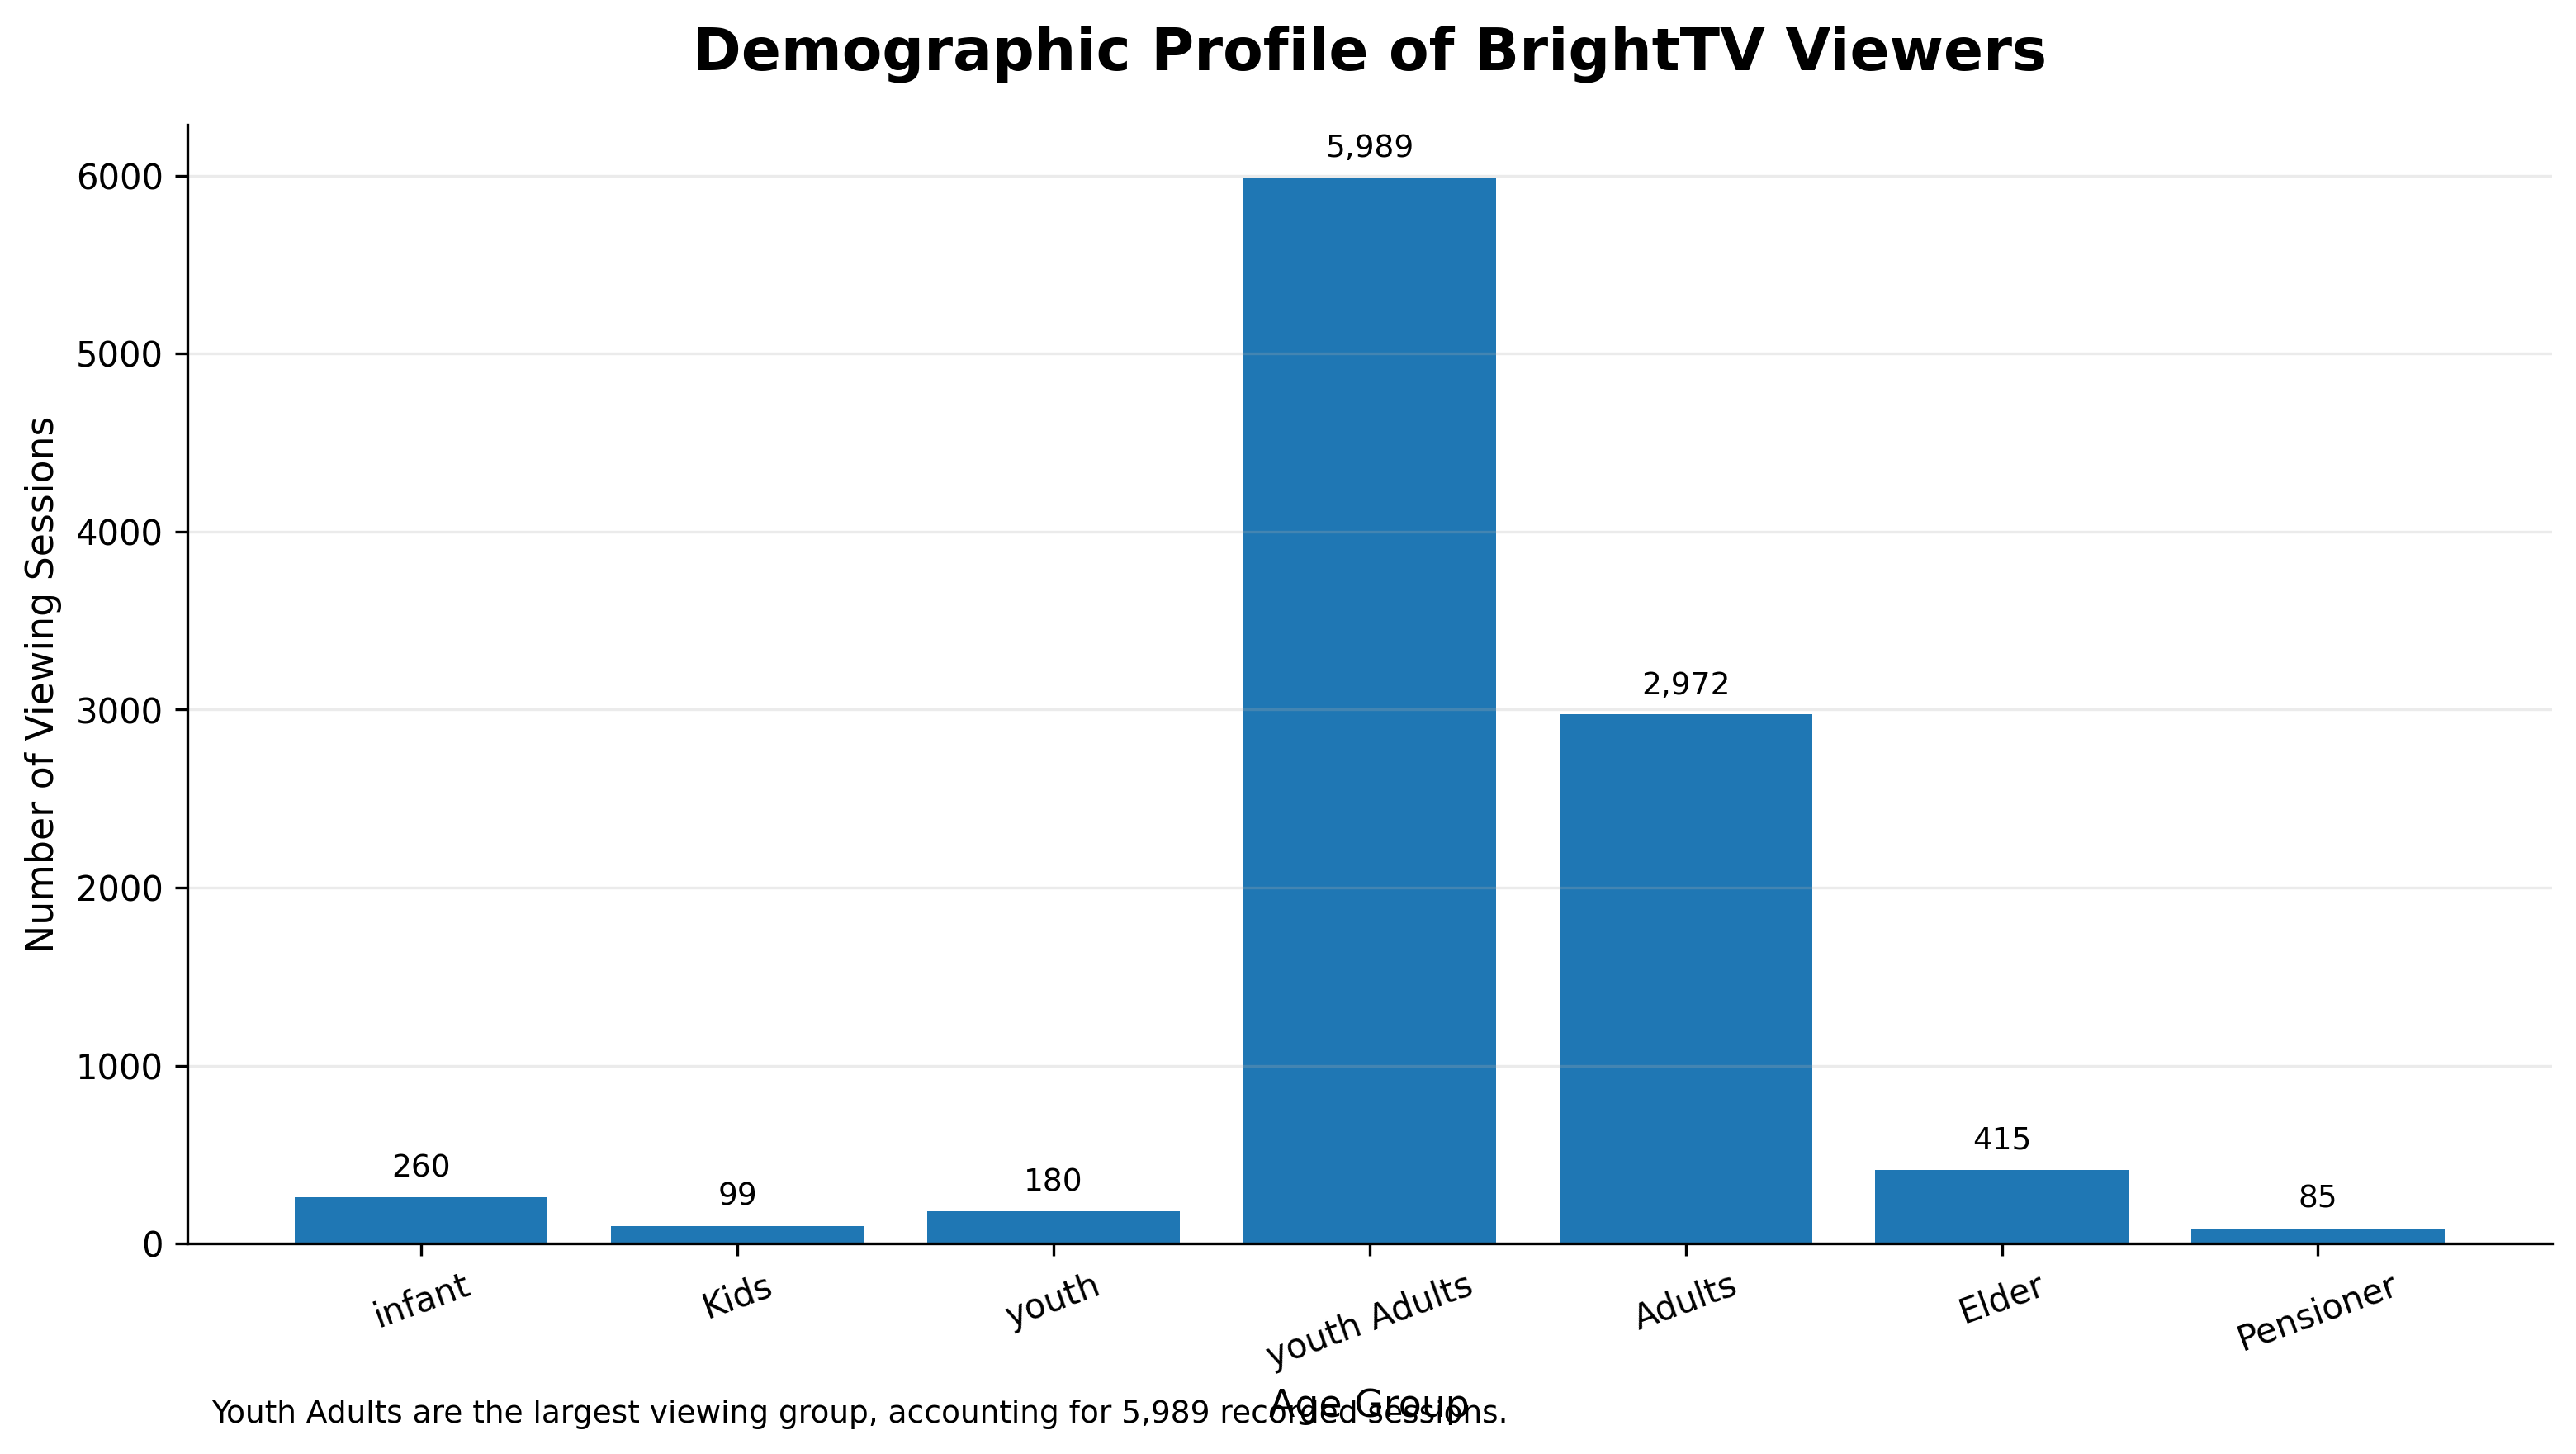 Demographic Profile of BrightTV Viewers
Number of Viewing Sessions
6000
5000
4000
3000
2000
1000
0
260
99
180
5,989
2,972
415
85
infant
Kids
youth
youth Adults
Adults
Elder
Pensioner
Age Group
Youth Adults are the largest viewing group, accounting for 5,989 recorded sessions.